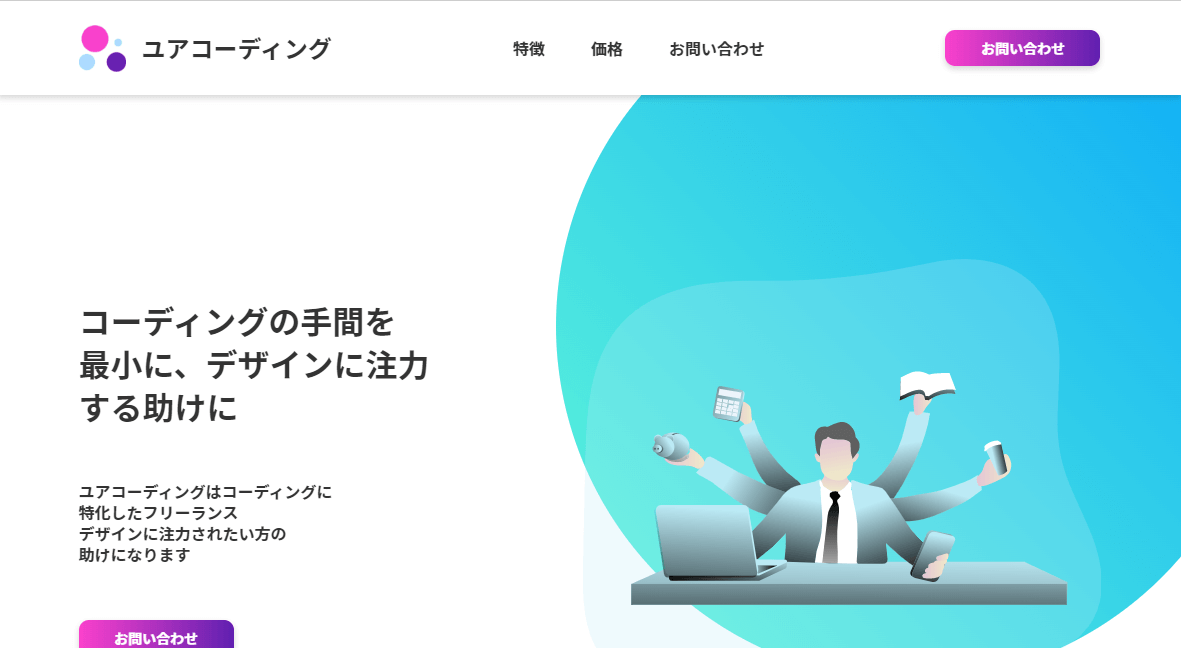 ユアコーディング
特徴
価格
お問い合わせ
お問い合わせ
コーディングの手間を
最小に、デザインに注力
する助けに
ユアコーディングはコーディングに
特化したフリーランス
デザインに注力されたい方の
助けになります
お問い合わせ